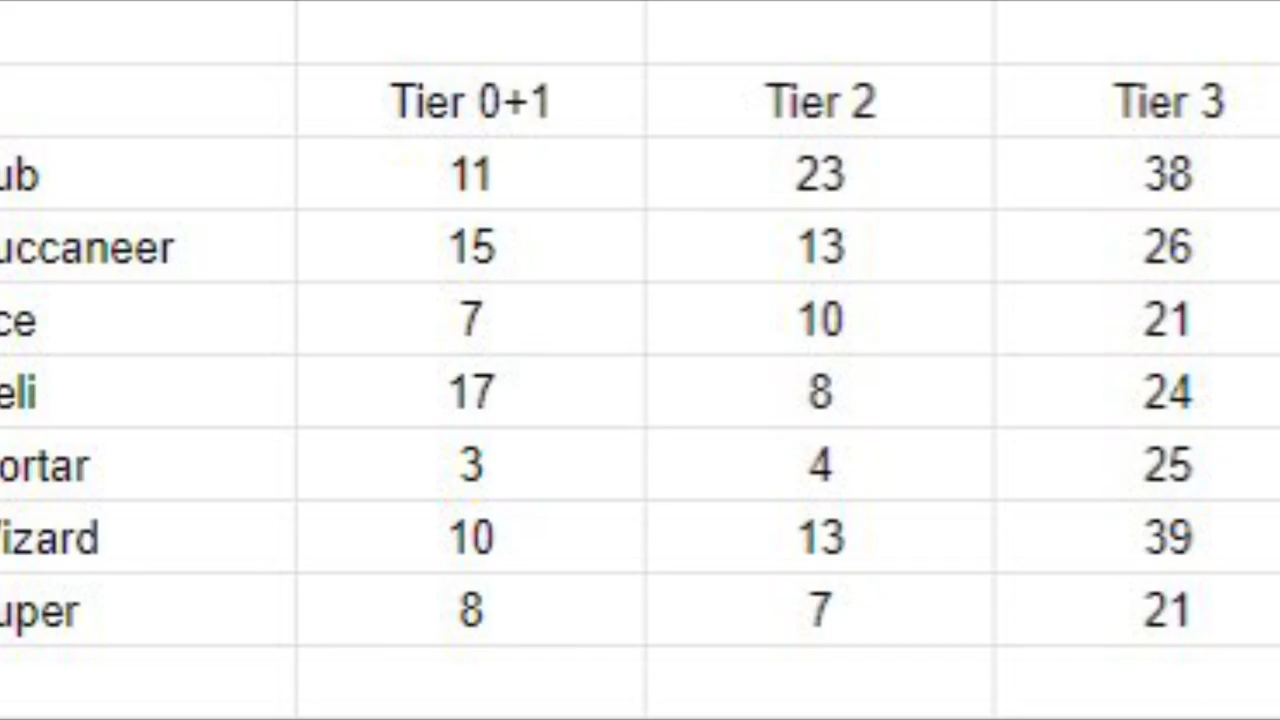 Tier 0+1 Tier 2 Tier 3
ub 11 23 38
uccaneer 15 13 26
ce 7 10 21
eli 17 8 24
ortar 3 4 25
izard 10 13 39
uper 8 7 21